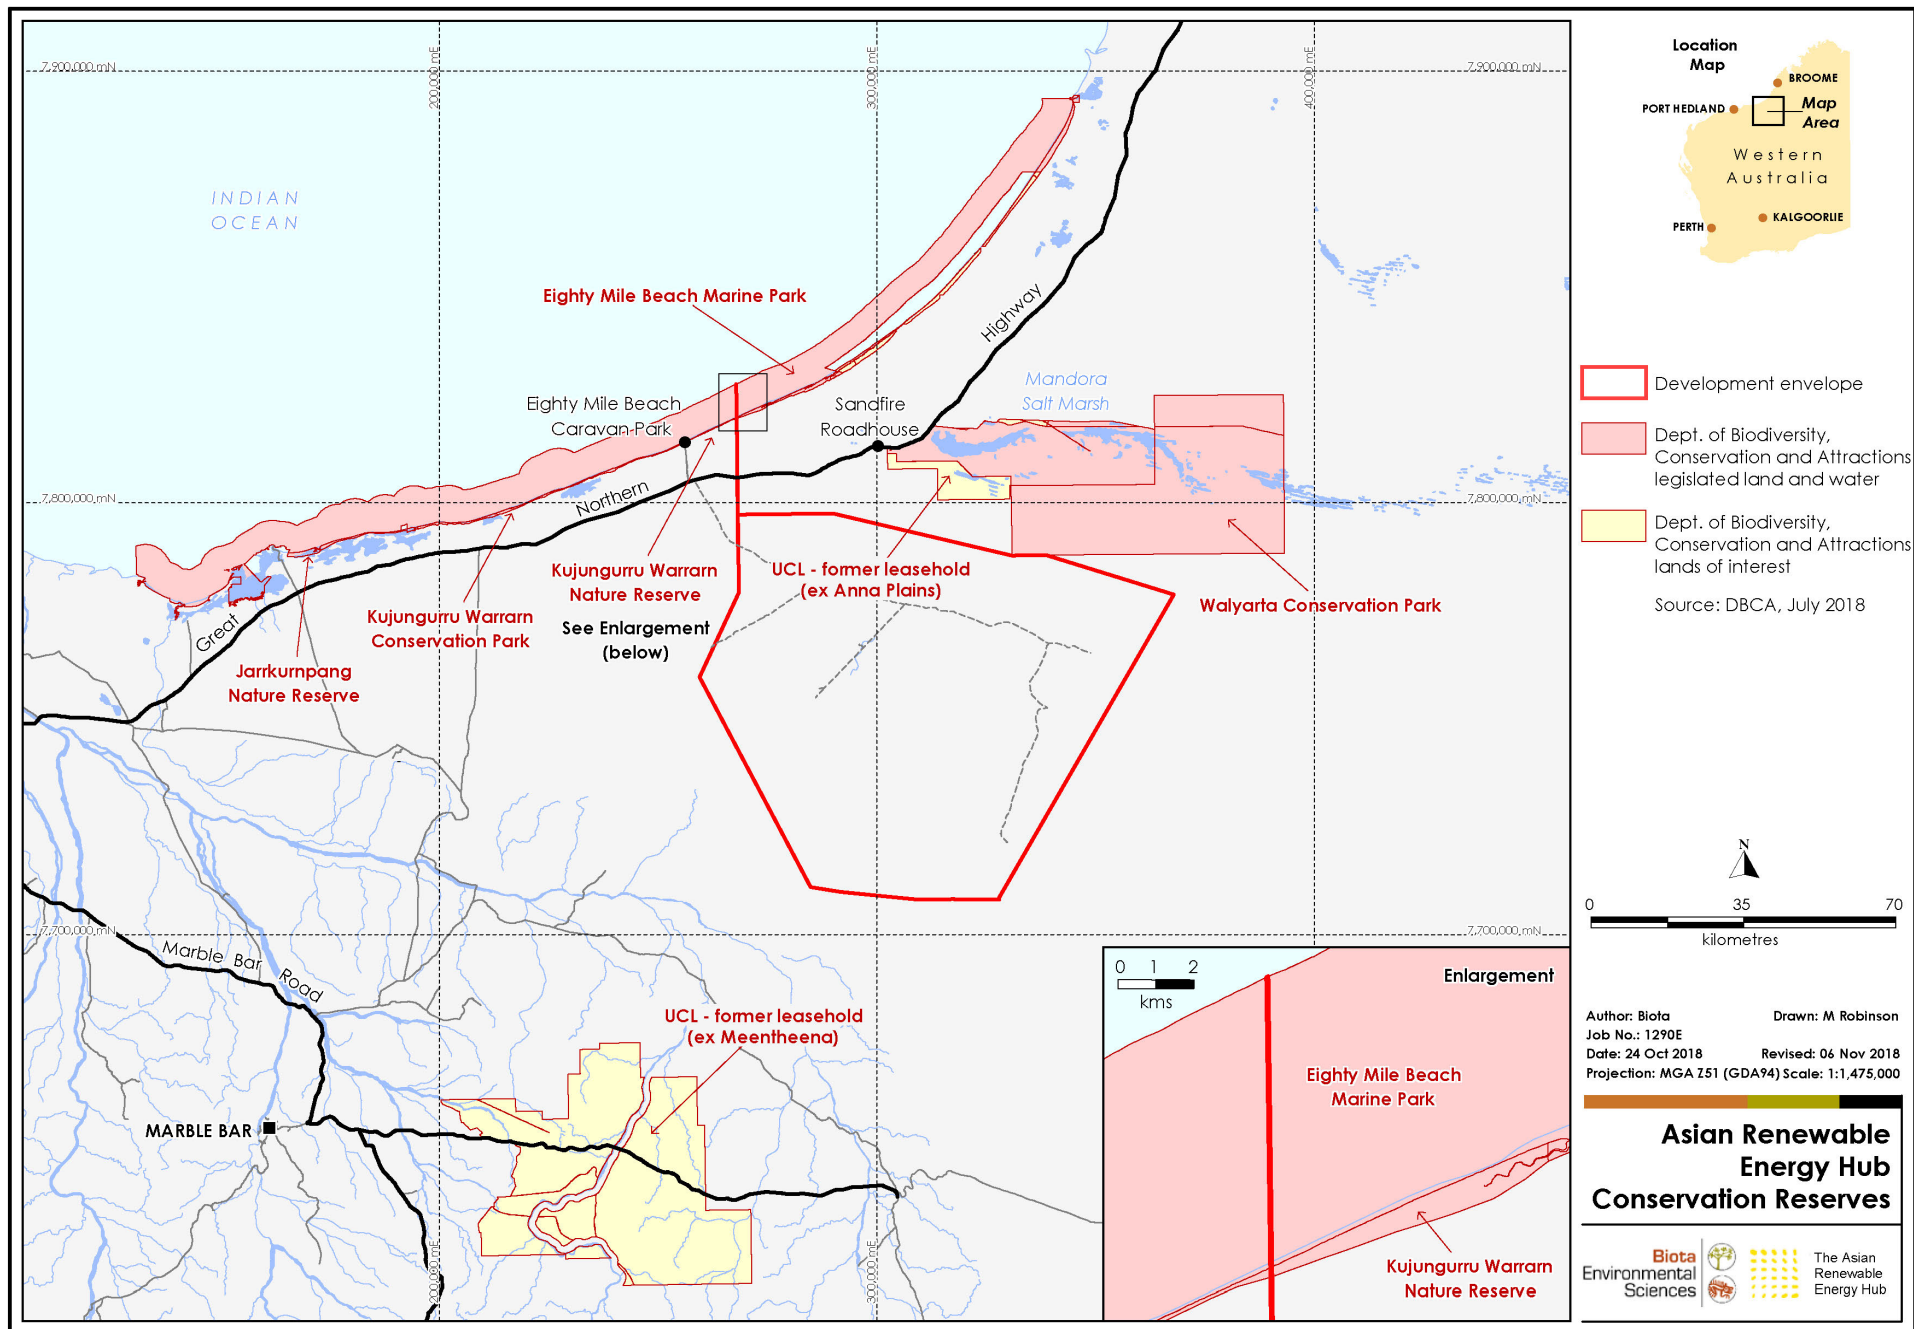 7,900,000 mN
200,000 mE
300,000 mE
400,000 mE
7,900,000 mN
INDIAN
OCEAN
Eighty Mile Beach Marine Park
Highway
Mandora
Salt Marsh
Eighty Mile Beach
Caravan Park
Sandfire
Roadhouse
7,800,000 mN
7,800,000 mN
Northern
Great
Kujungurru Warrarn
Nature Reserve
See Enlargement
(below)
UCL - former leasehold
(ex Anna Plains)
Walyarta Conservation Park
Kujungurru Warrarn
Conservation Park
Jarrkurnpang
Nature Reserve
7,700,000 mN
7,700,000 mN
Marble Bar Road
UCL - former leasehold
(ex Meentheena)
MARBLE BAR
200,000 mE
300,000 mE
0 1 2
kms
Enlargement
Eighty Mile Beach
Marine Park
Kujungurru Warrarn
Nature Reserve
Location
Map
BROOME
PORT HEDLAND
Map
Area
Western
Australia
KALGOORLIE
PERTH
Development envelope
Dept. of Biodiversity,
Conservation and Attractions
legislated land and water
Dept. of Biodiversity,
Conservation and Attractions
lands of interest
Source: DBCA, July 2018
N
0 35 70
kilometres
Author: Biota Drawn: M Robinson
Job No.: 1290E
Date: 24 Oct 2018 Revised: 06 Nov 2018
Projection: MGA Z51 (GDA94) Scale: 1:1,475,000
Asian Renewable
Energy Hub
Conservation Reserves
Biota
Environmental
Sciences
The Asian
Renewable
Energy Hub